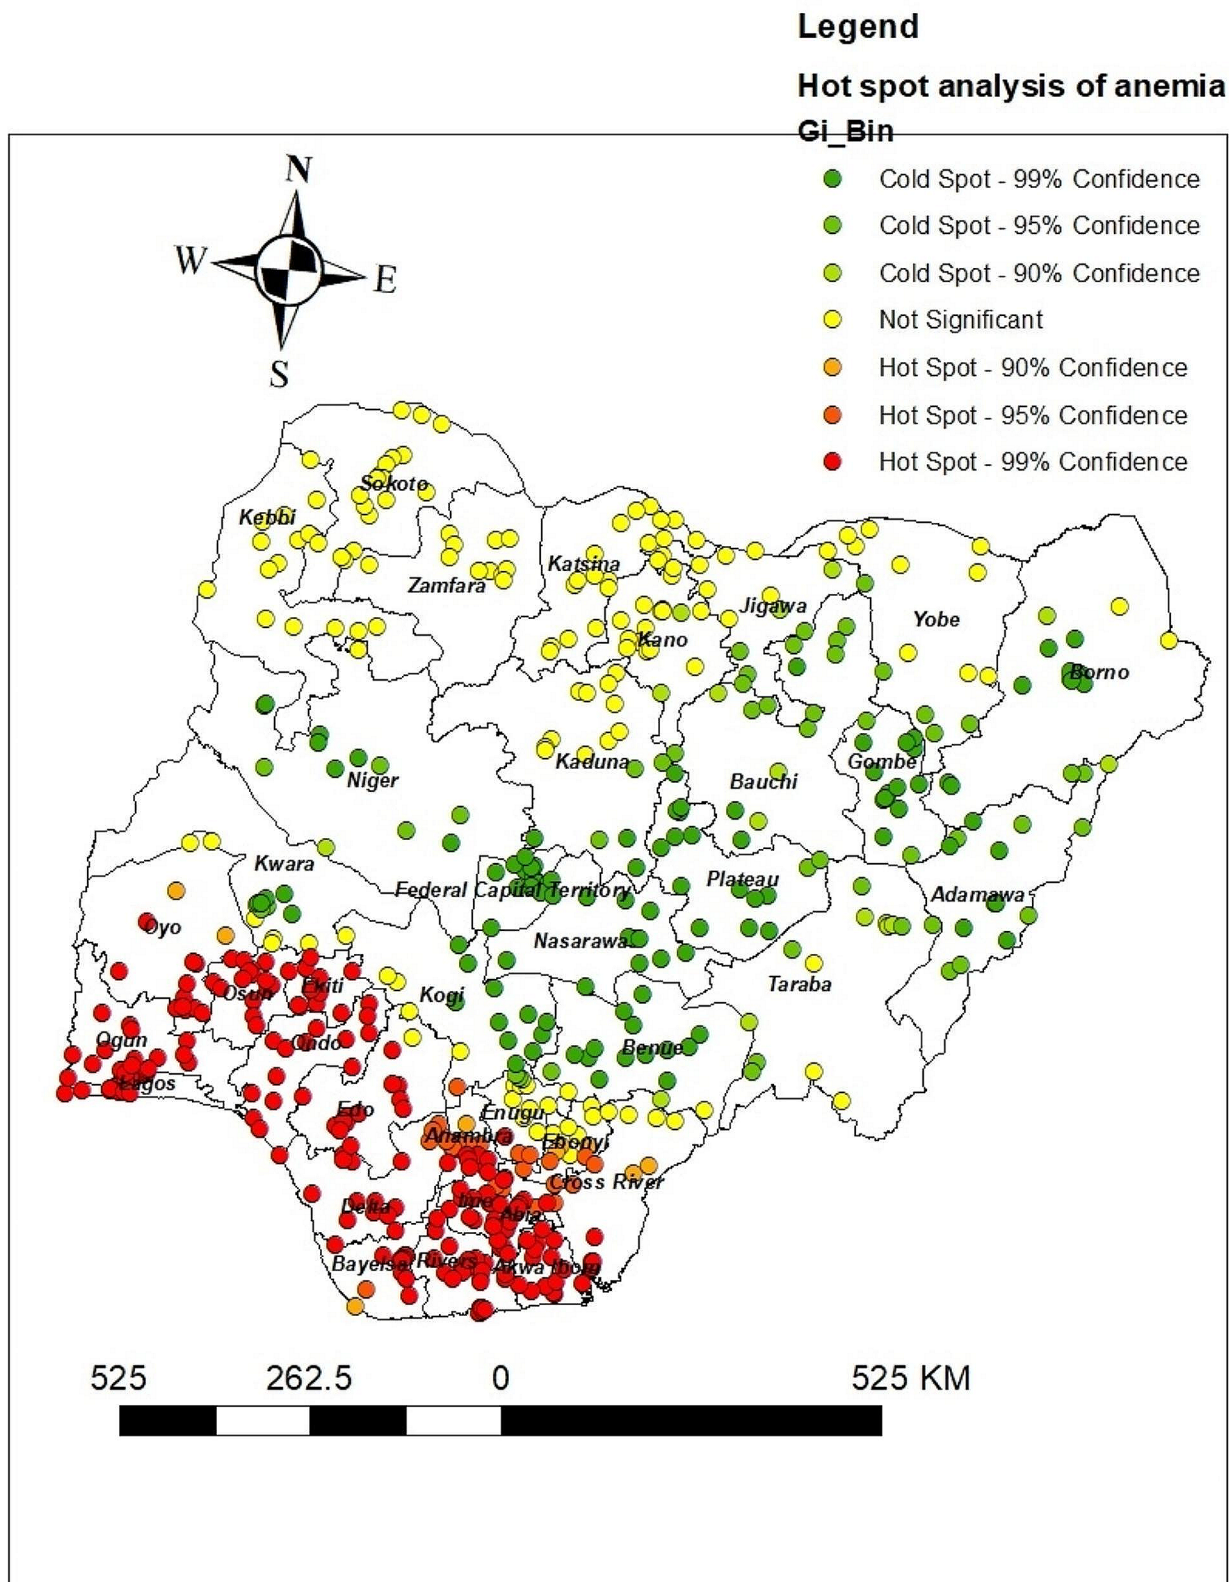 Legend
Hot spot analysis of anemia
Gi_Bin
Cold Spot - 99% Confidence
Cold Spot - 95% Confidence
Cold Spot - 90% Confidence
Not Significant
Hot Spot - 90% Confidence
Hot Spot - 95% Confidence
Hot Spot - 99% Confidence
N
W
E
S
Sokoto
Kebbi
Katsina
Zamfara
Jigawa
Yobe
Kano
Borno
Kaduna
Gombe
Niger
Bauchi
Kwara
Plateau
Federal Capital Territory
Adamawa
Oyo
Nasarawa
Taraba
Osun
Ekiti
Kogi
Ogun
Ondo
Benue
Lagos
Edo
Enugu
Anambra
Ebonyi
Cross River
Imo
Delta
Abia
Bayelsa
Rivers
Akwa Ibom
525 262.5 0 525 KM